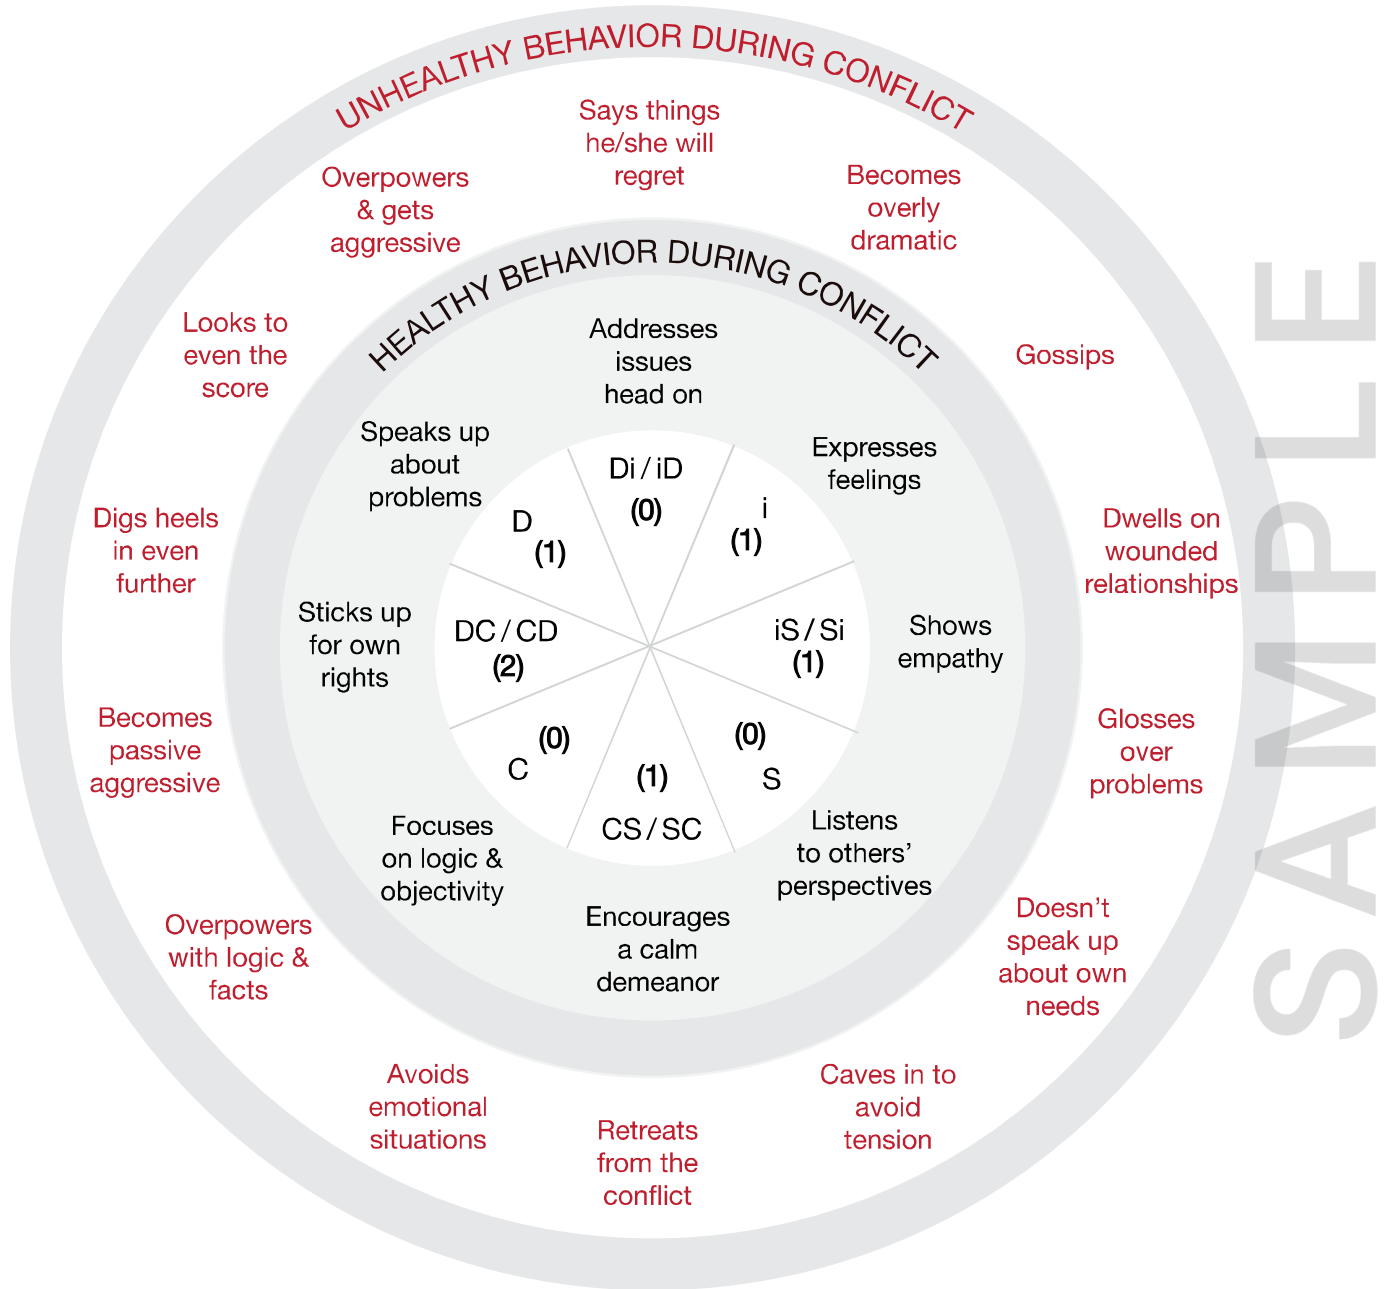 UNHEALTHY BEHAVIOR DURING CONFLICT
Says things
he/she will
regret
Becomes
overly
dramatic
Gossips
Dwells on
wounded
relationships
Glosses
over
problems
Doesn't
speak up
about own
needs
Caves in to
avoid
tension
Retreats
from the
conflict
Avoids
emotional
situations
Overpowers
with logic &
facts
Becomes
passive
aggressive
Digs heels
in even
further
Looks to
even the
score
Overpowers
& gets
aggressive
HEALTHY BEHAVIOR DURING CONFLICT
Addresses
issues
head on
Expresses
feelings
Shows
empathy
Listens
to others'
perspectives
Encourages
a calm
demeanor
Focuses
on logic &
objectivity
Sticks up
for own
rights
Speaks up
about
problems
Di / iD
(0)
i
(1)
iS / Si
(1)
(0)
S
(1)
CS / SC
(0)
C
DC / CD
(2)
D
(1)
SAMPLE